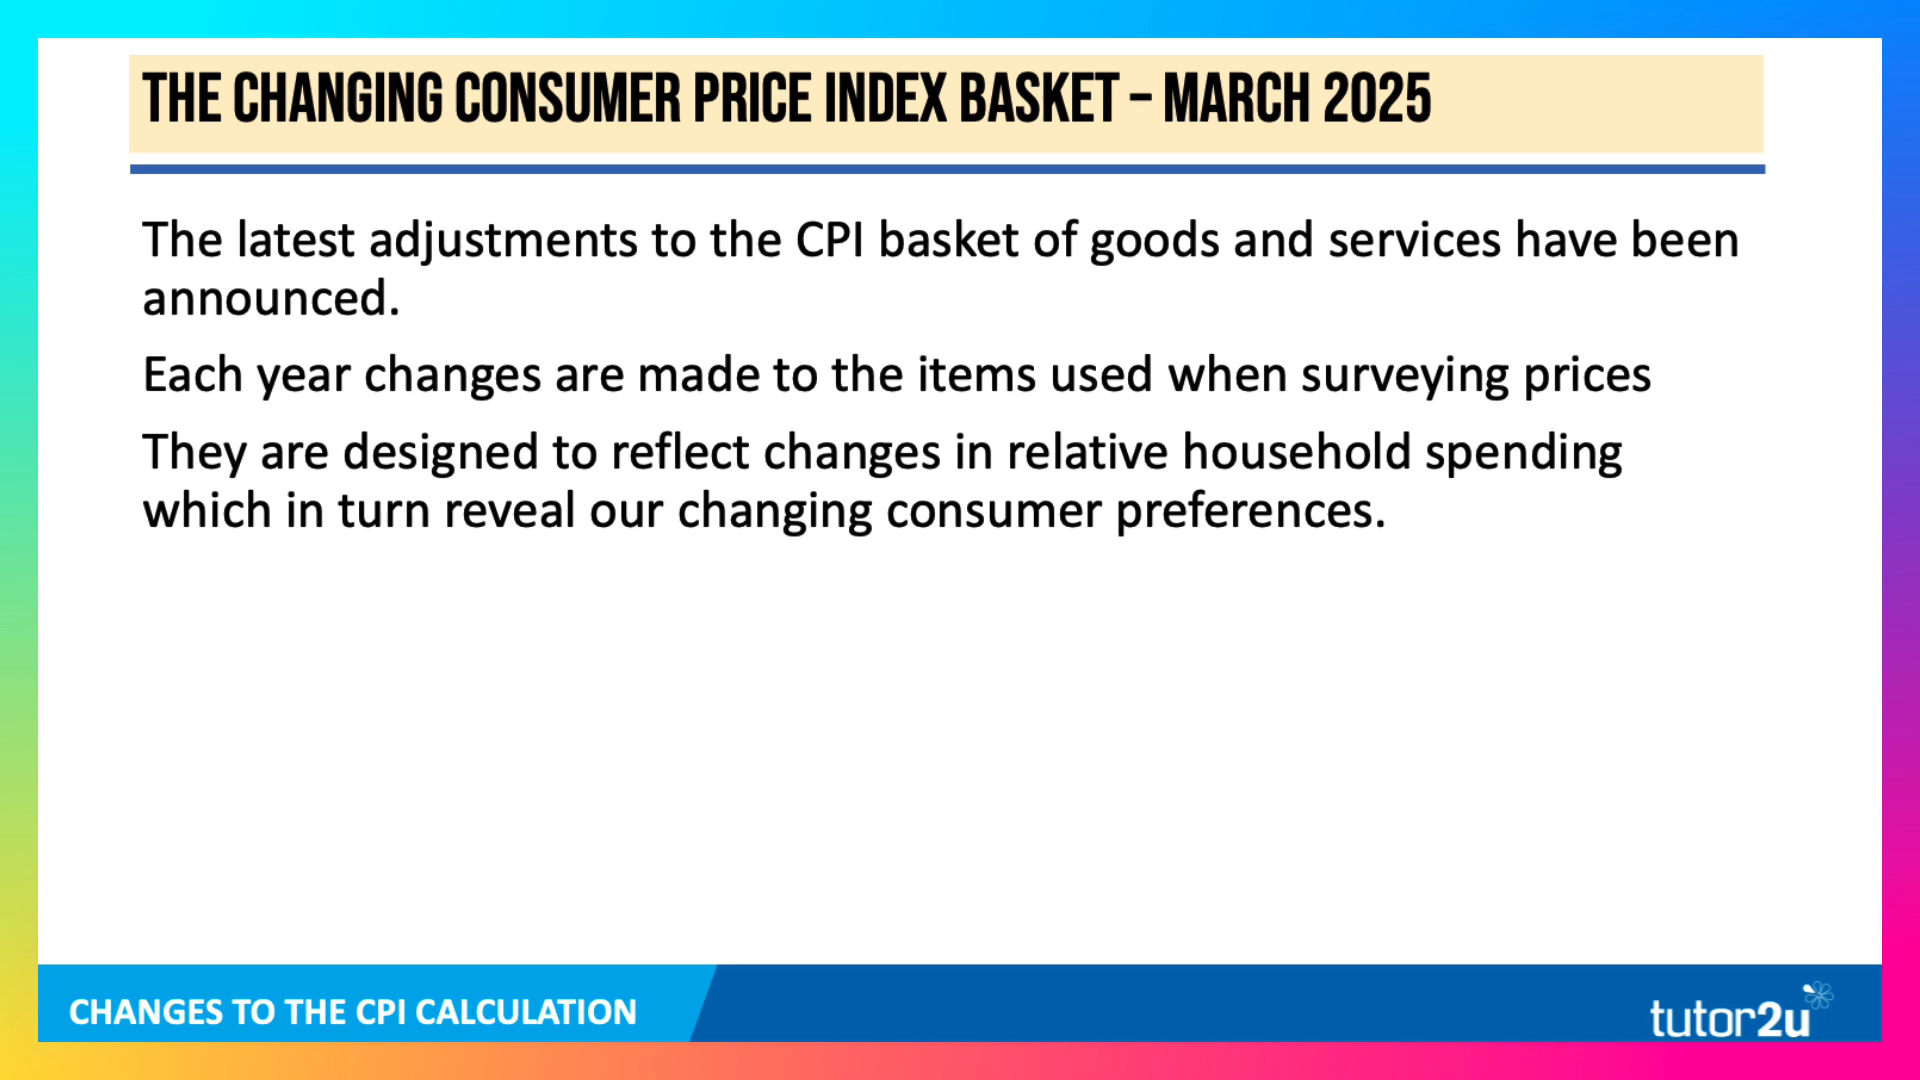 THE CHANGING CONSUMER PRICE INDEX BASKET – MARCH 2025
The latest adjustments to the CPI basket of goods and services have been
announced.
Each year changes are made to the items used when surveying prices
They are designed to reflect changes in relative household spending
which in turn reveal our changing consumer preferences.
CHANGES TO THE CPI CALCULATION
tutor2u